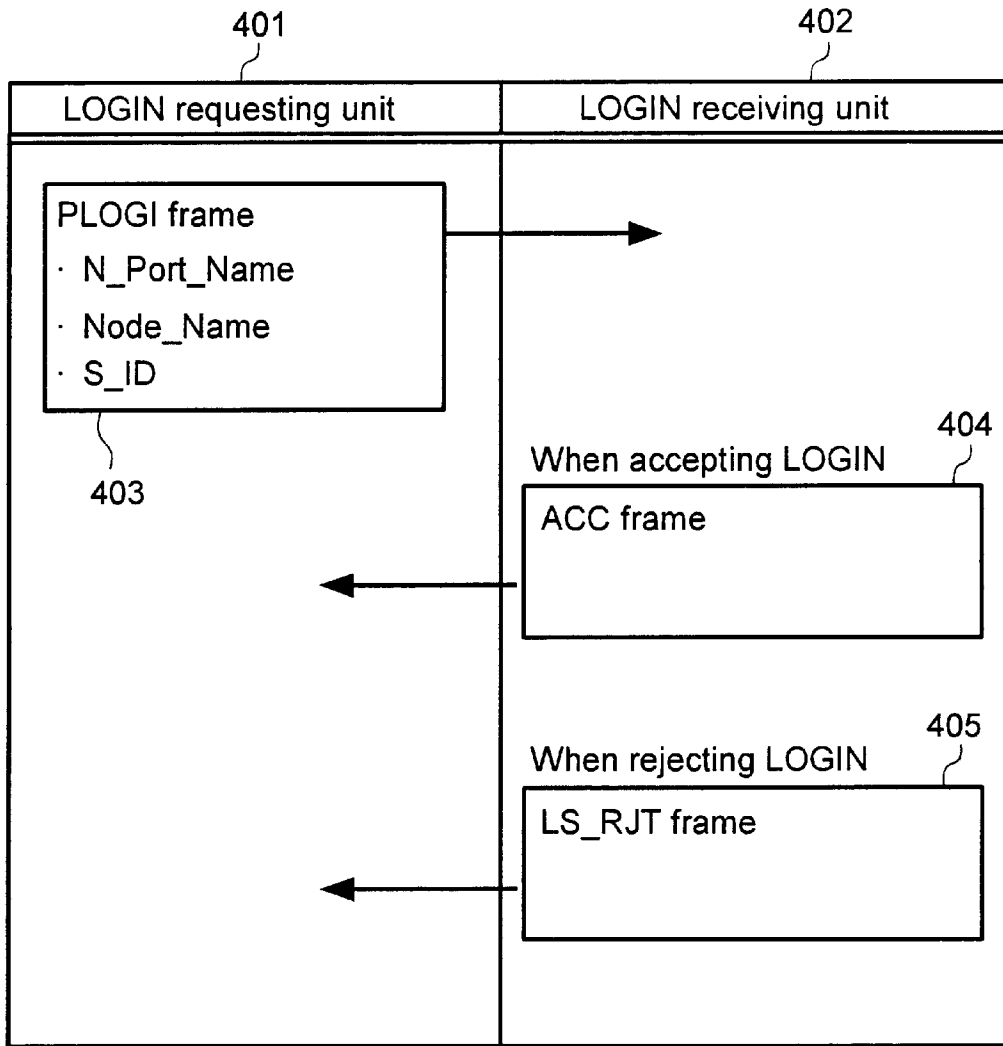 401
402
LOGIN requesting unit
LOGIN receiving unit
PLOGI frame
· N_Port_Name
· Node_Name
· S_ID
403
404
When accepting LOGIN
ACC frame
405
When rejecting LOGIN
LS_RJT frame